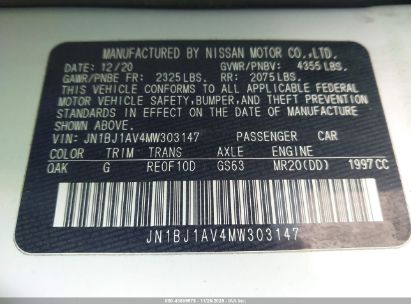 MANUFACTURED BY NISSAN MOTOR CO.,LTD.
DATE: 12/20 GVWR/PNBV: 4355 LBS.
GAWR/PNBE FR: 2325 LBS. RR: 2075 LBS.
THIS VEHICLE CONFORMS TO ALL APPLICABLE FEDERAL
MOTOR VEHICLE SAFETY, BUMPER, AND THEFT PREVENTION
STANDARDS IN EFFECT ON THE DATE OF MANUFACTURE
SHOWN ABOVE.
VIN: JN1BJ1AV4MW303147 PASSENGER CAR
COLOR TRIM TRANS AXLE ENGINE
QAK G RE0F10D GS63 MR20(DD) 1997CC
JN1BJ1AV4MW303147